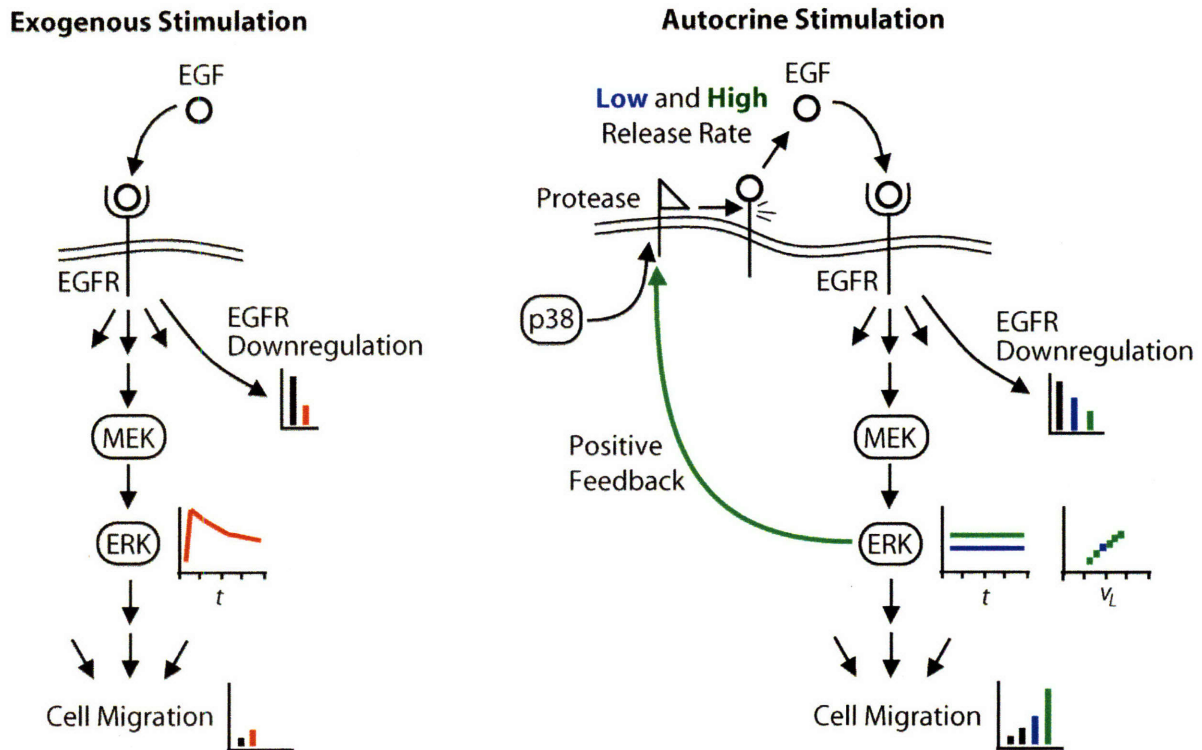 Exogenous Stimulation
EGF
EGFR
EGFR
Downregulation
MEK
ERK
t
Cell Migration
Autocrine Stimulation
EGF
Low and High
Release Rate
Protease
EGFR
p38
EGFR
Downregulation
MEK
Positive
Feedback
ERK
t
vL
Cell Migration